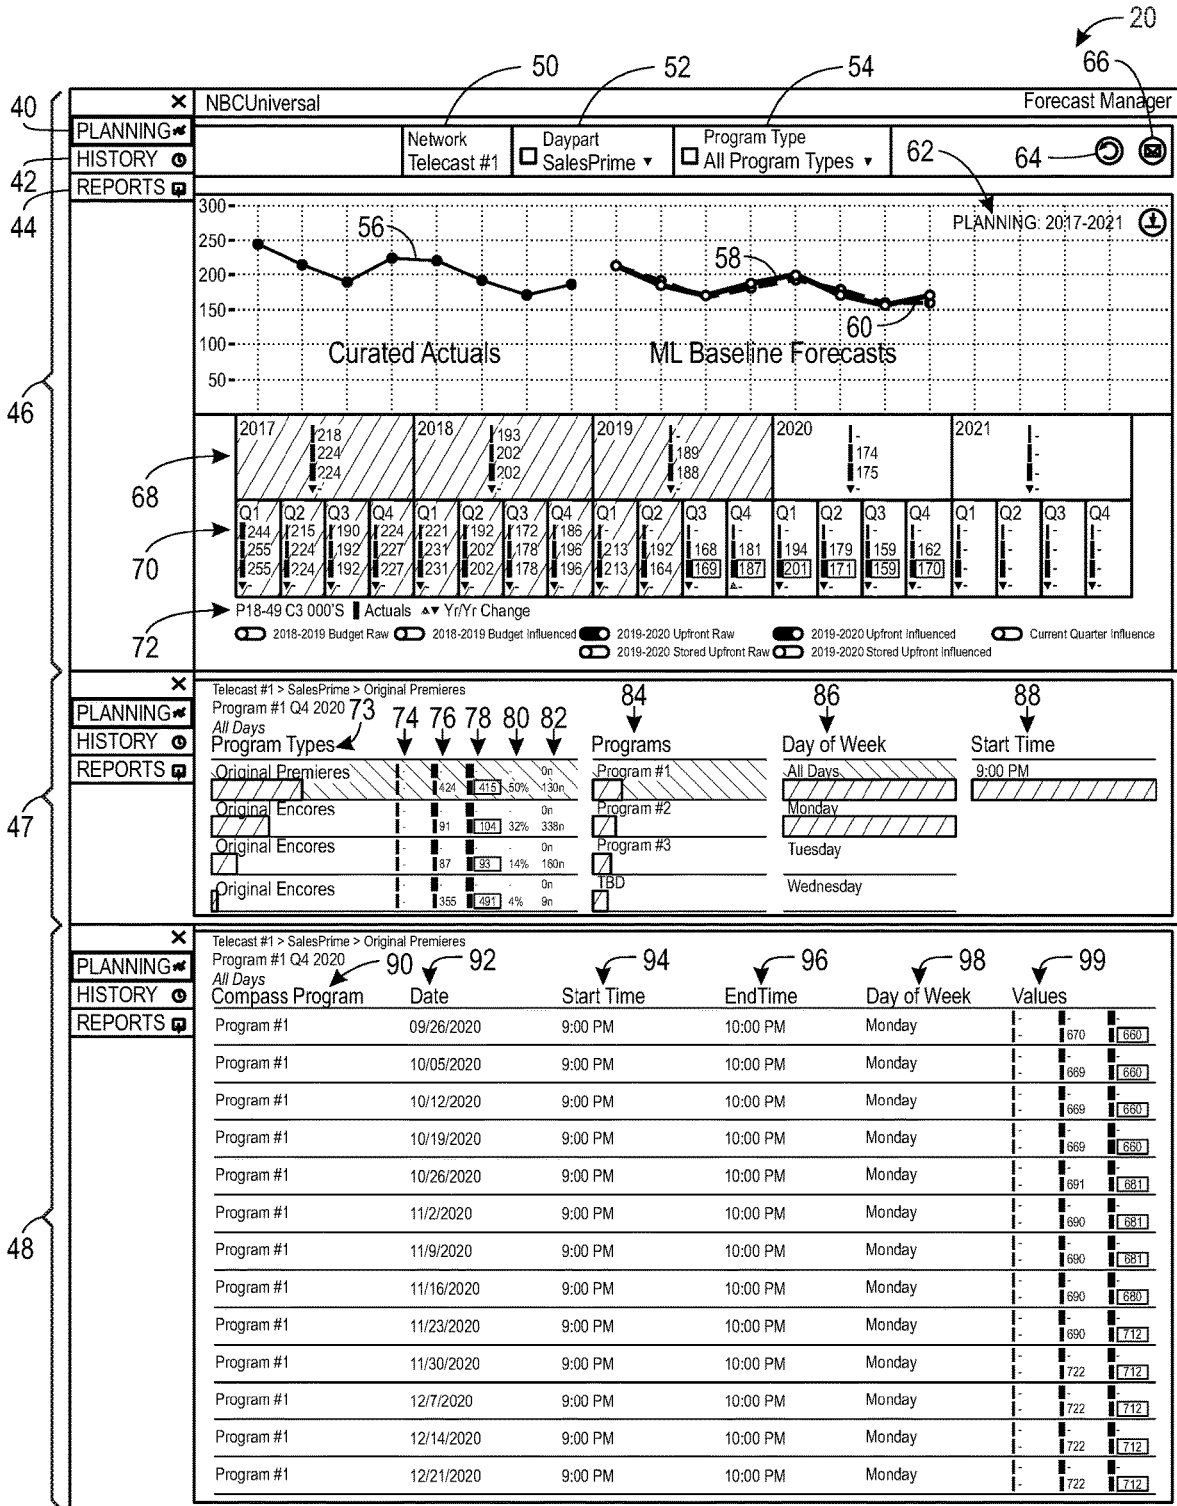 20
50 52 54 66
NBCUniversal Forecast Manager
40 PLANNING
42 HISTORY
44 REPORTS
Network
Telecast #1
Daypart
SalesPrime
Program Type
All Program Types
62 64
PLANNING: 2017-2021
300
250
200
150
100
50
56 58 60
Curated Actuals ML Baseline Forecasts
46
68
2017 2018 2019 2020 2021
218 193 - - -
224 202 189 174 -
224 202 188 175 -
- - - - -
70
Q1 Q2 Q3 Q4 Q1 Q2 Q3 Q4 Q1 Q2 Q3 Q4 Q1 Q2 Q3 Q4 Q1 Q2 Q3 Q4
244 215 190 224 221 192 172 186 - - - - - - - - - - - -
255 224 192 227 231 202 178 196 213 192 168 181 194 179 159 162 - - - -
255 224 192 227 231 202 178 196 213 164 169 187 201 171 159 170 - - - -
- - - - - - - - - - - - - - - - - - - -
72
P18-49 C3 000'S Actuals Yr/Yr Change
2018-2019 Budget Raw 2018-2019 Budget Influenced 2019-2020 Upfront Raw 2019-2020 Upfront Influenced Current Quarter Influence
2019-2020 Stored Upfront Raw 2019-2020 Stored Upfront Influenced
47
PLANNING
HISTORY
REPORTS
Telecast #1 > SalesPrime > Original Premieres
Program #1 Q4 2020
All Days
73 74 76 78 80 82 84 86 88
Program Types Programs Day of Week Start Time
Original Premieres - - - - 0n Program #1 All Days 9:00 PM
- 424 415 50% 130n
Original Encores - - - - 0n Program #2 Monday
- 91 104 32% 338n
Original Encores - - - - 0n Program #3 Tuesday
- 87 93 14% 160n
Original Encores - - - - 0n TBD Wednesday
- 355 491 4% 9n
48
PLANNING
HISTORY
REPORTS
Telecast #1 > SalesPrime > Original Premieres
Program #1 Q4 2020
All Days
90 92 94 96 98 99
Compass Program Date Start Time EndTime Day of Week Values
Program #1 09/26/2020 9:00 PM 10:00 PM Monday - - -
- 670 660
Program #1 10/05/2020 9:00 PM 10:00 PM Monday - - -
- 669 660
Program #1 10/12/2020 9:00 PM 10:00 PM Monday - - -
- 669 660
Program #1 10/19/2020 9:00 PM 10:00 PM Monday - - -
- 669 660
Program #1 10/26/2020 9:00 PM 10:00 PM Monday - - -
- 691 681
Program #1 11/2/2020 9:00 PM 10:00 PM Monday - - -
- 690 681
Program #1 11/9/2020 9:00 PM 10:00 PM Monday - - -
- 690 681
Program #1 11/16/2020 9:00 PM 10:00 PM Monday - - -
- 690 680
Program #1 11/23/2020 9:00 PM 10:00 PM Monday - - -
- 690 712
Program #1 11/30/2020 9:00 PM 10:00 PM Monday - - -
- 722 712
Program #1 12/7/2020 9:00 PM 10:00 PM Monday - - -
- 722 712
Program #1 12/14/2020 9:00 PM 10:00 PM Monday - - -
- 722 712
Program #1 12/21/2020 9:00 PM 10:00 PM Monday - - -
- 722 712